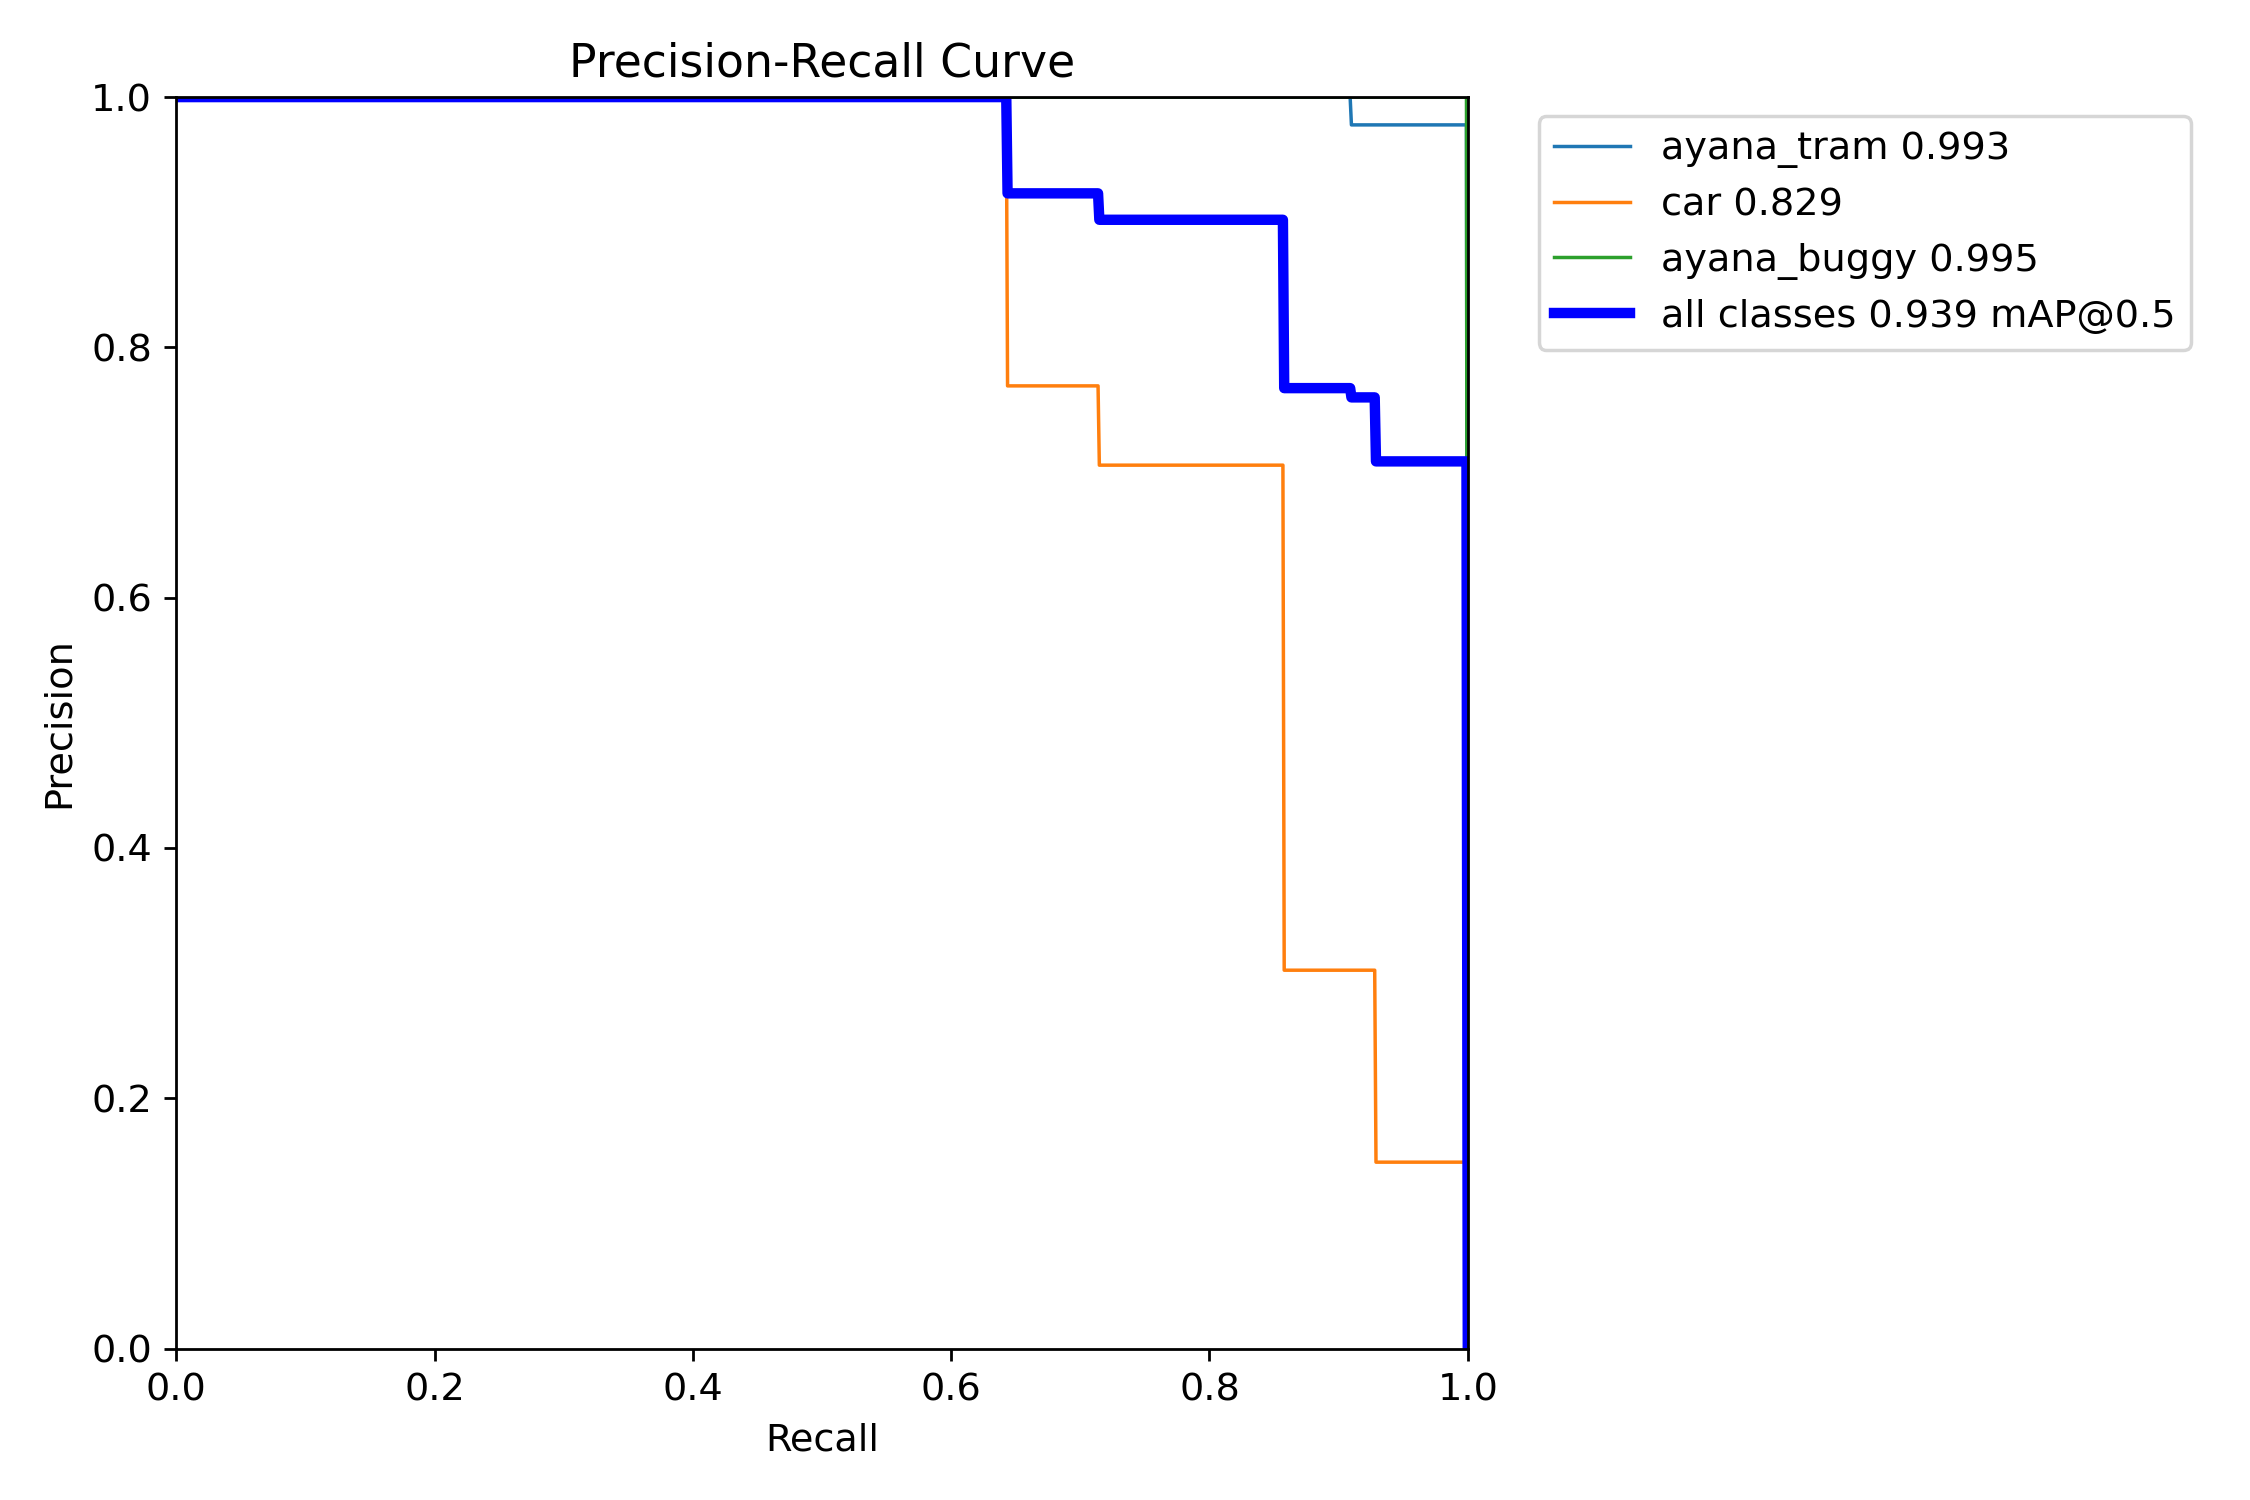 Precision-Recall Curve
1.0
0.8
0.6
0.4
0.2
0.0
Precision
0.0 0.2 0.4 0.6 0.8 1.0
Recall
ayana_tram 0.993
car 0.829
ayana_buggy 0.995
all classes 0.939 mAP@0.5